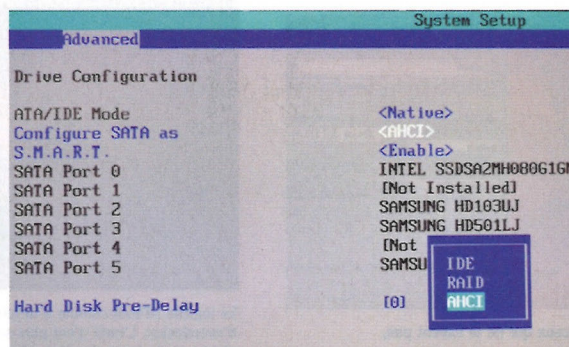 System Setup
Advanced
Drive Configuration
ATA/IDE Mode <Native>
Configure SATA as <AHCI>
S.M.A.R.T. <Enable>
SATA Port 0 INTEL SSDSA2MH080G1GN
SATA Port 1 [Not Installed]
SATA Port 2 SAMSUNG HD103UJ
SATA Port 3 SAMSUNG HD501LJ
SATA Port 4 [Not
SATA Port 5 SAMSU
IDE
RAID
AHCI
Hard Disk Pre-Delay [0]